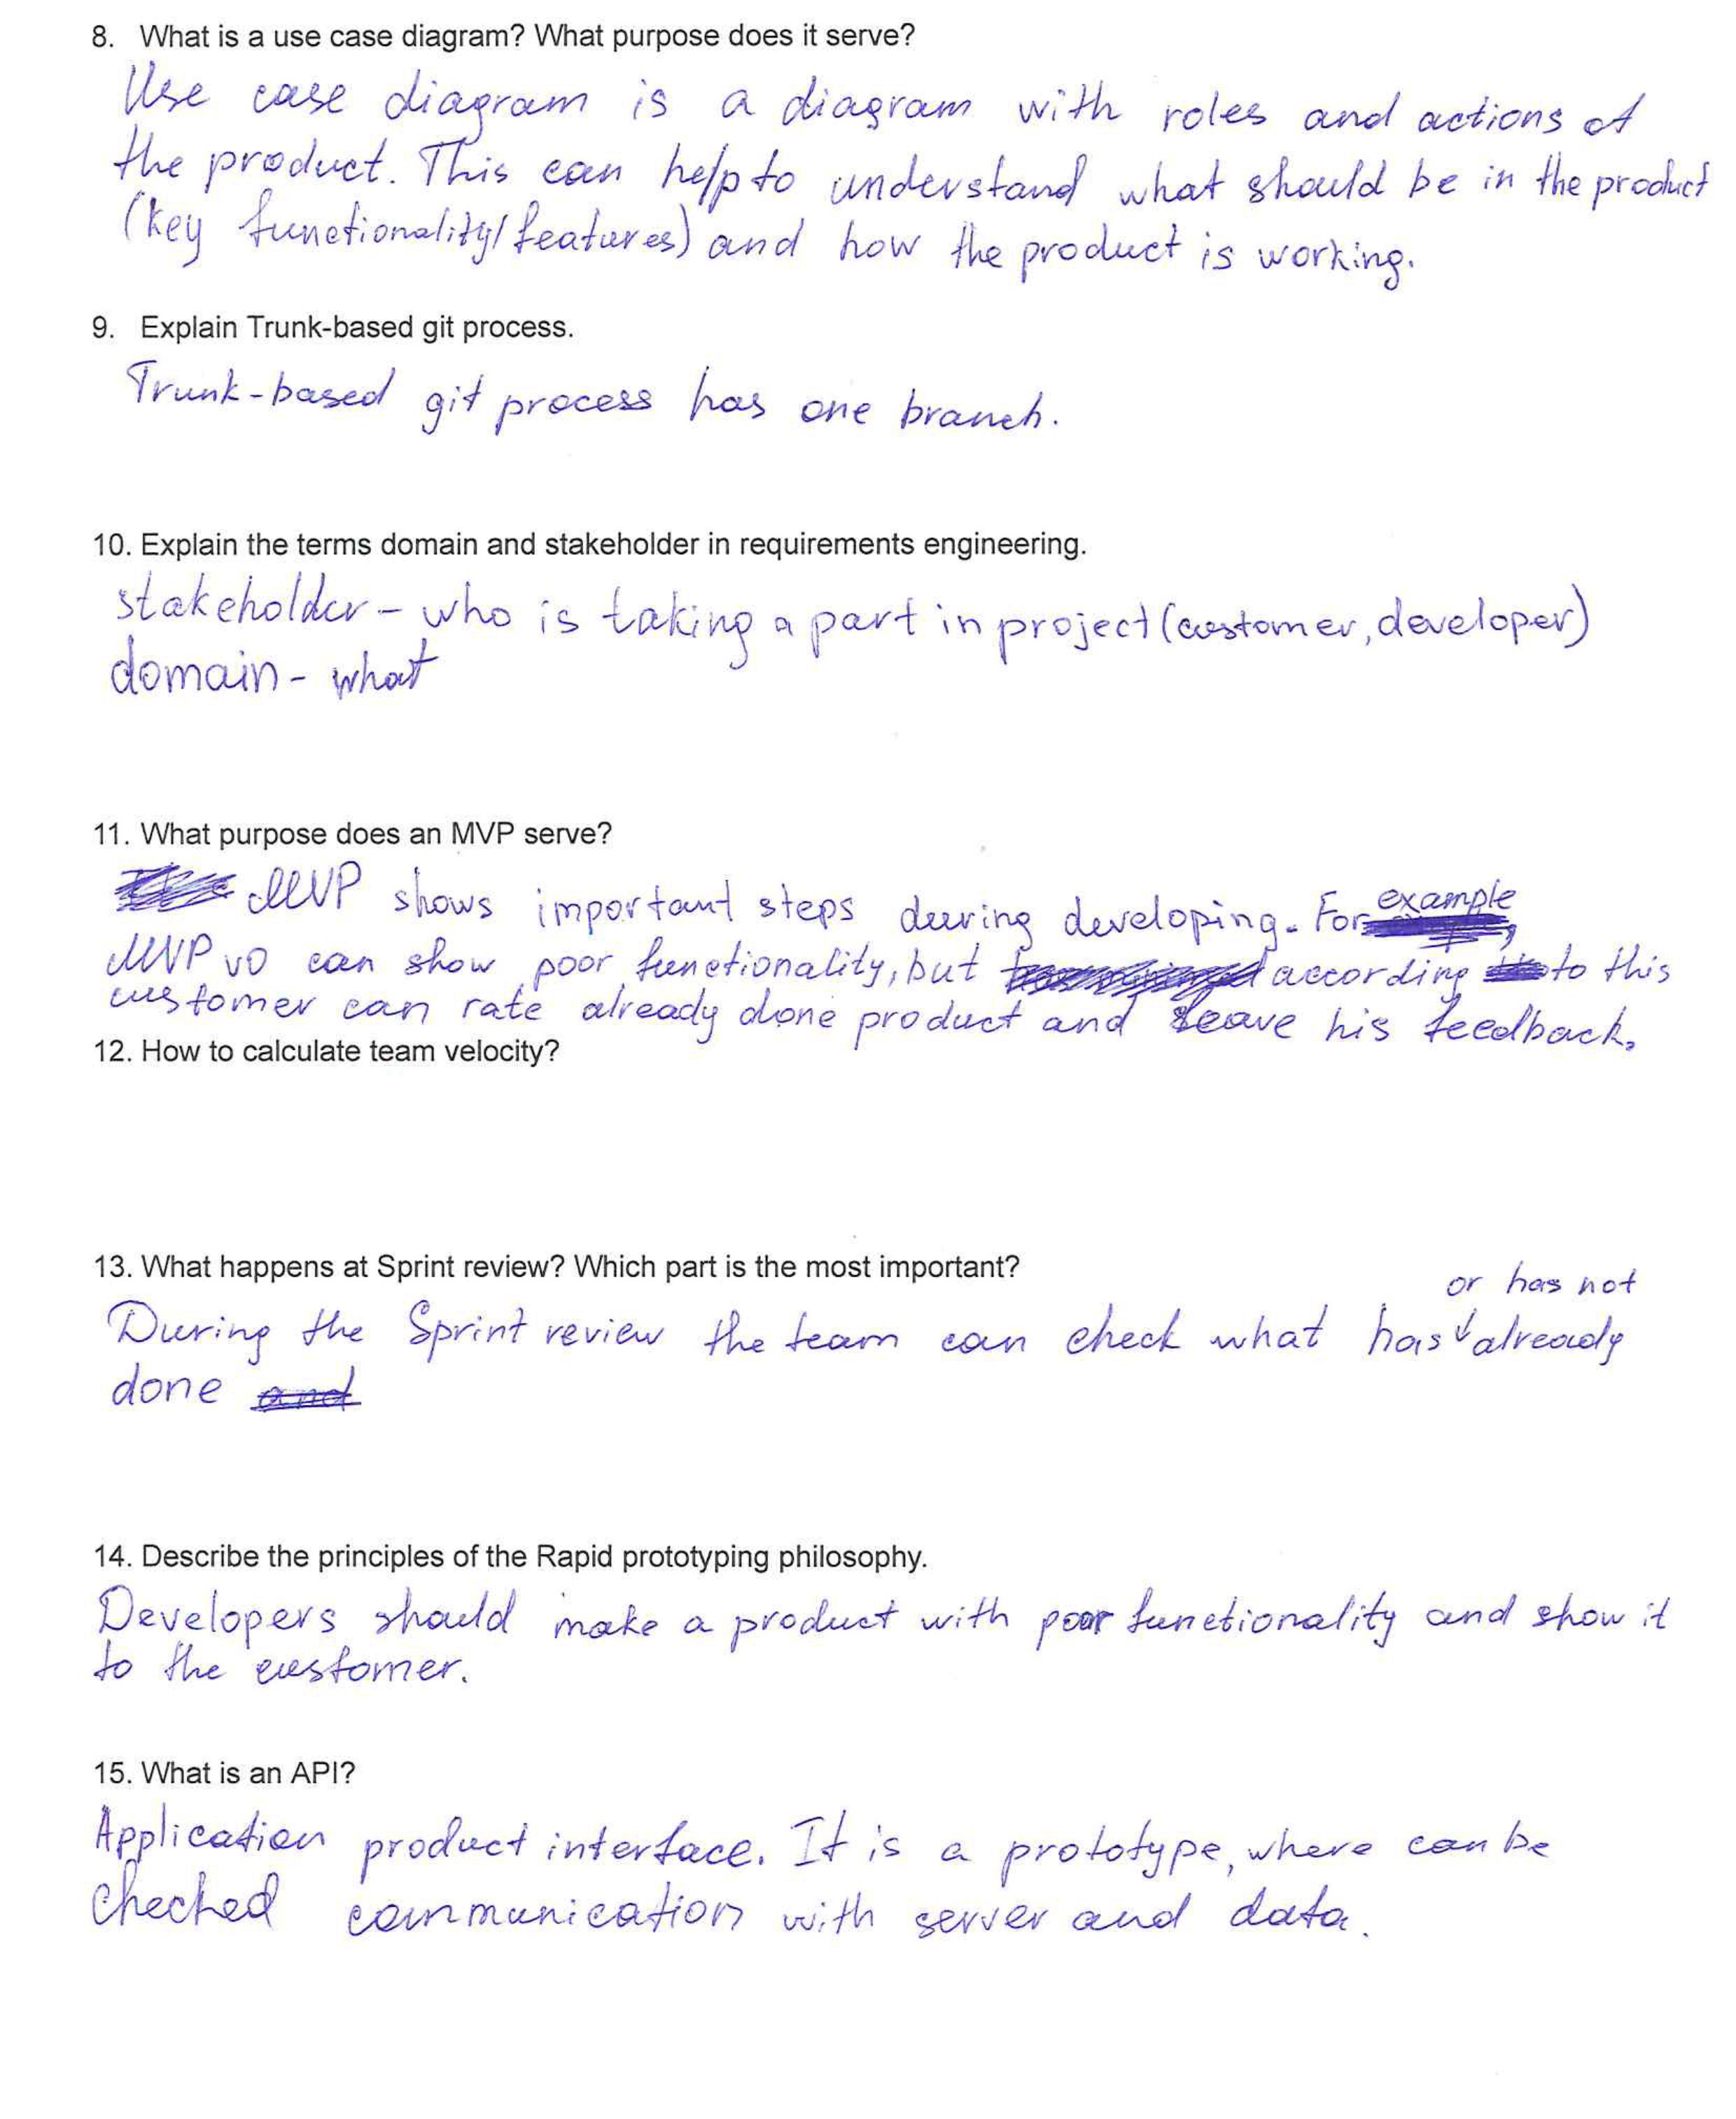 8. What is a use case diagram? What purpose does it serve?
Use case diagram is a diagram with roles and actions of
the product. This can help to understand what should be in the product
(key functionality/features) and how the product is working.
9. Explain Trunk-based git process.
Trunk-based git process has one branch.
10. Explain the terms domain and stakeholder in requirements engineering.
stakeholder - who is taking a part in project (customer, developer)
domain - what
11. What purpose does an MVP serve?
MVP shows important steps during developing. For example,
MVP v0 can show poor functionality, but according to this
customer can rate already done product and leave his feedback.
12. How to calculate team velocity?
13. What happens at Sprint review? Which part is the most important?
or has not
During the Sprint review the team can check what has already
done and
14. Describe the principles of the Rapid prototyping philosophy.
Developers should make a product with poor functionality and show it
to the customer.
15. What is an API?
Application product interface. It is a prototype, where can be
checked communication with server and data.